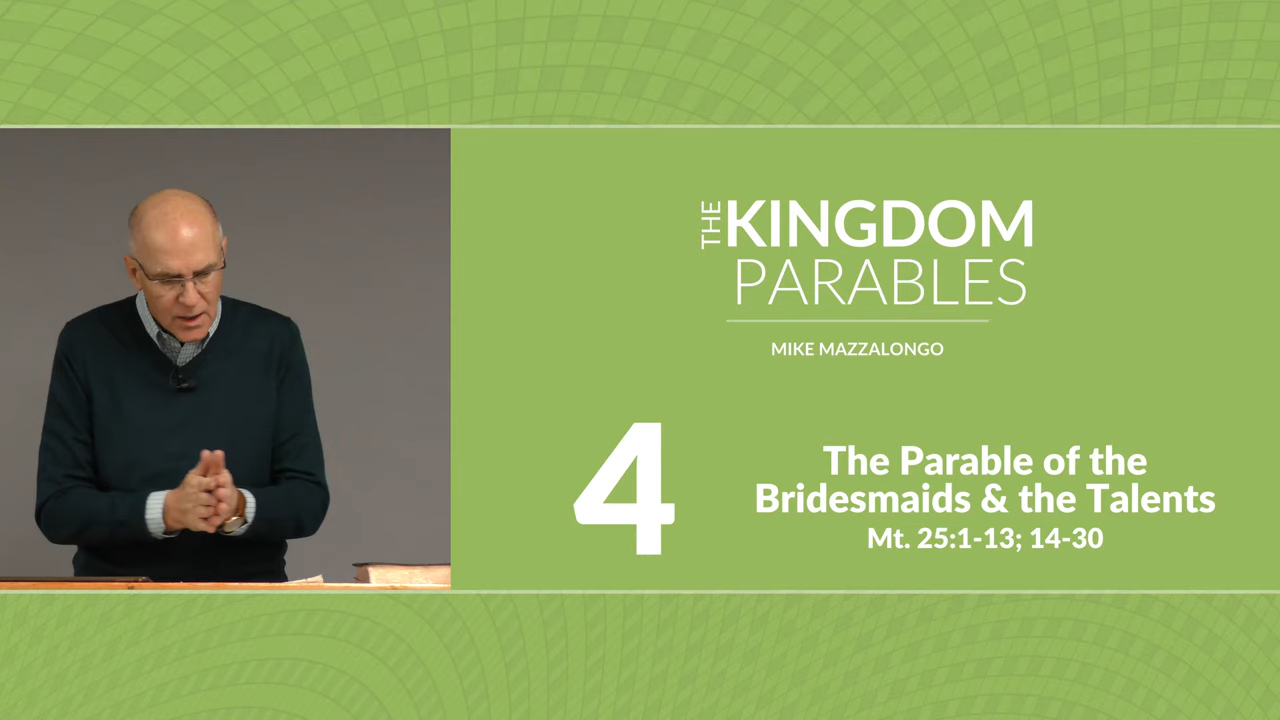 THE KINGDOM
PARABLES
MIKE MAZZALONGO
4
The Parable of the
Bridesmaids & the Talents
Mt. 25:1-13; 14-30